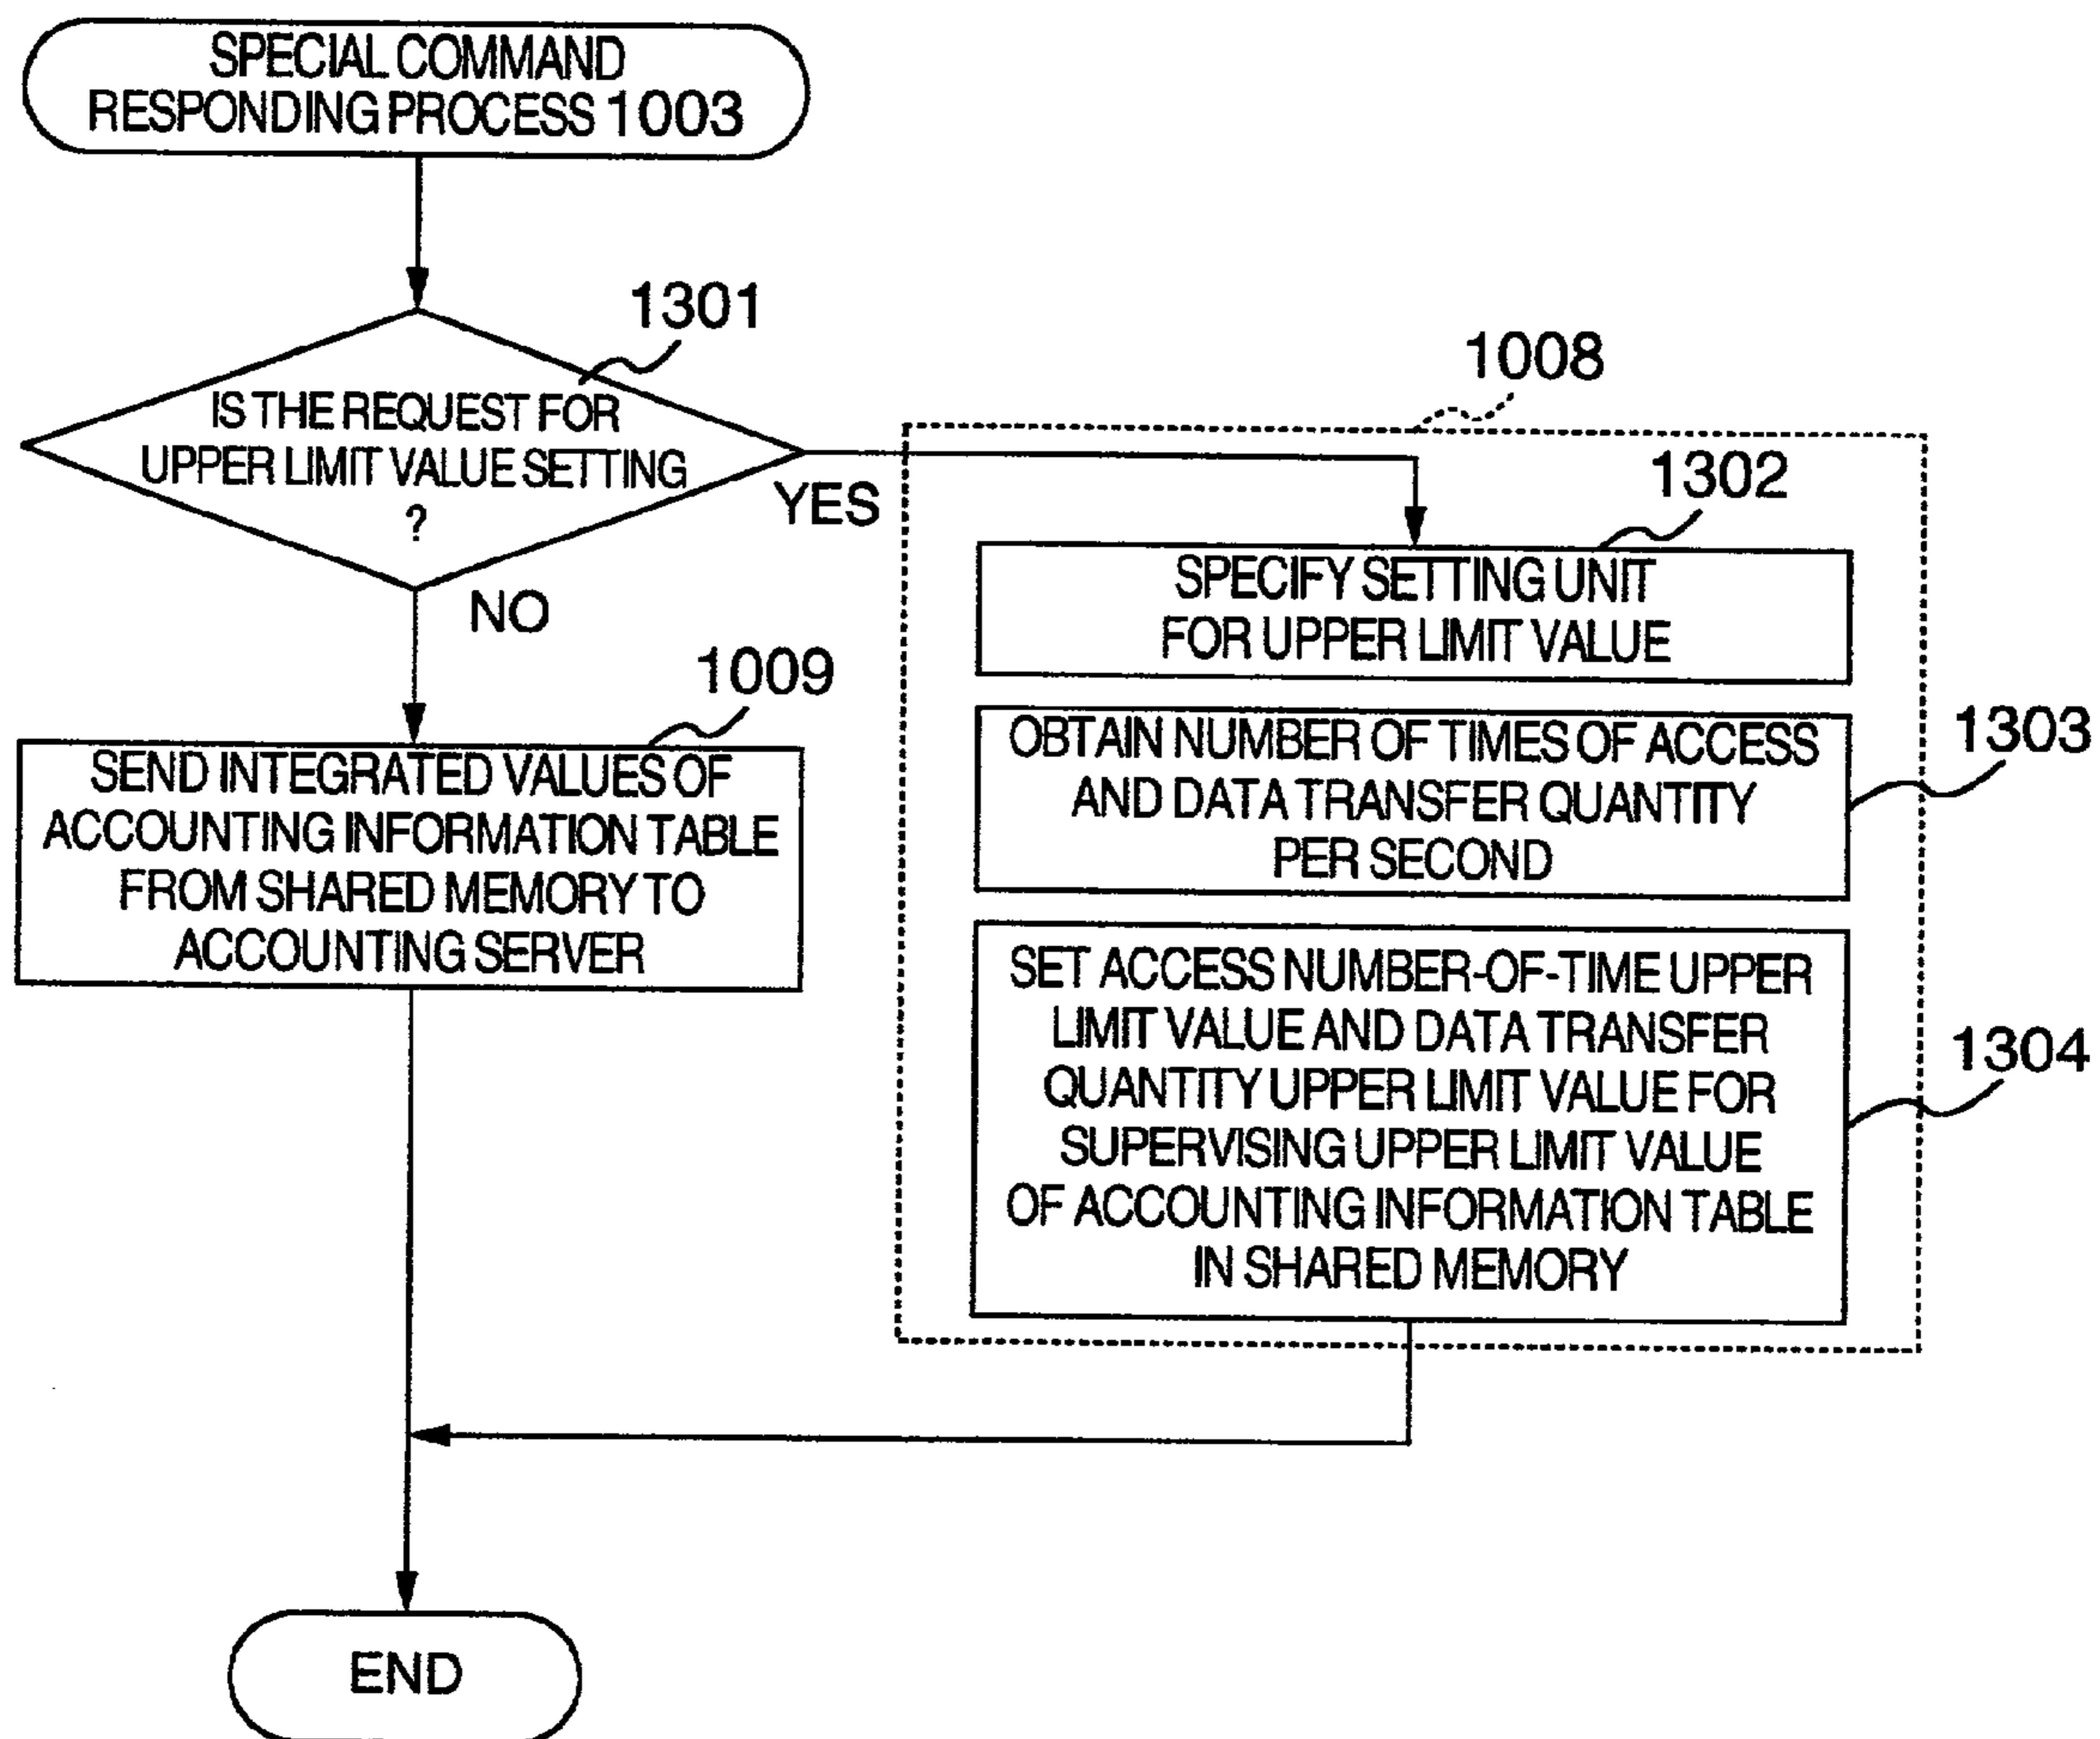 SPECIAL COMMAND
RESPONDING PROCESS 1003
1301
IS THE REQUEST FOR
UPPER LIMIT VALUE SETTING
?
YES
NO
1008
1302
SPECIFY SETTING UNIT
FOR UPPER LIMIT VALUE
1009
SEND INTEGRATED VALUES OF
ACCOUNTING INFORMATION TABLE
FROM SHARED MEMORY TO
ACCOUNTING SERVER
1303
OBTAIN NUMBER OF TIMES OF ACCESS
AND DATA TRANSFER QUANTITY
PER SECOND
1304
SET ACCESS NUMBER-OF-TIME UPPER
LIMIT VALUE AND DATA TRANSFER
QUANTITY UPPER LIMIT VALUE FOR
SUPERVISING UPPER LIMIT VALUE
OF ACCOUNTING INFORMATION TABLE
IN SHARED MEMORY
END